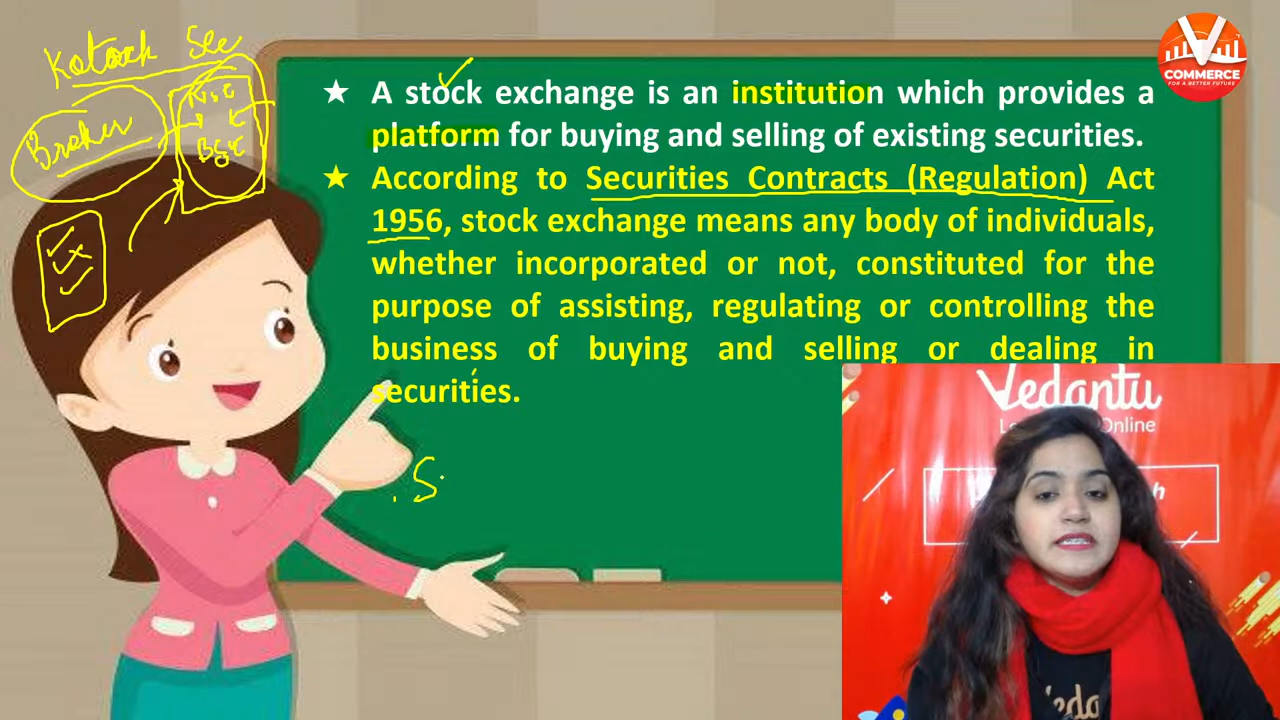 Kotack Sec
Broker
NSE
BSE
★ A stock exchange is an institution which provides a
platform for buying and selling of existing securities.
★ According to Securities Contracts (Regulation) Act
1956, stock exchange means any body of individuals,
whether incorporated or not, constituted for the
purpose of assisting, regulating or controlling the
business of buying and selling or dealing in
securities.
S
COMMERCE
FOR A BETTER FUTURE
Vedantu
Online
h
Veda